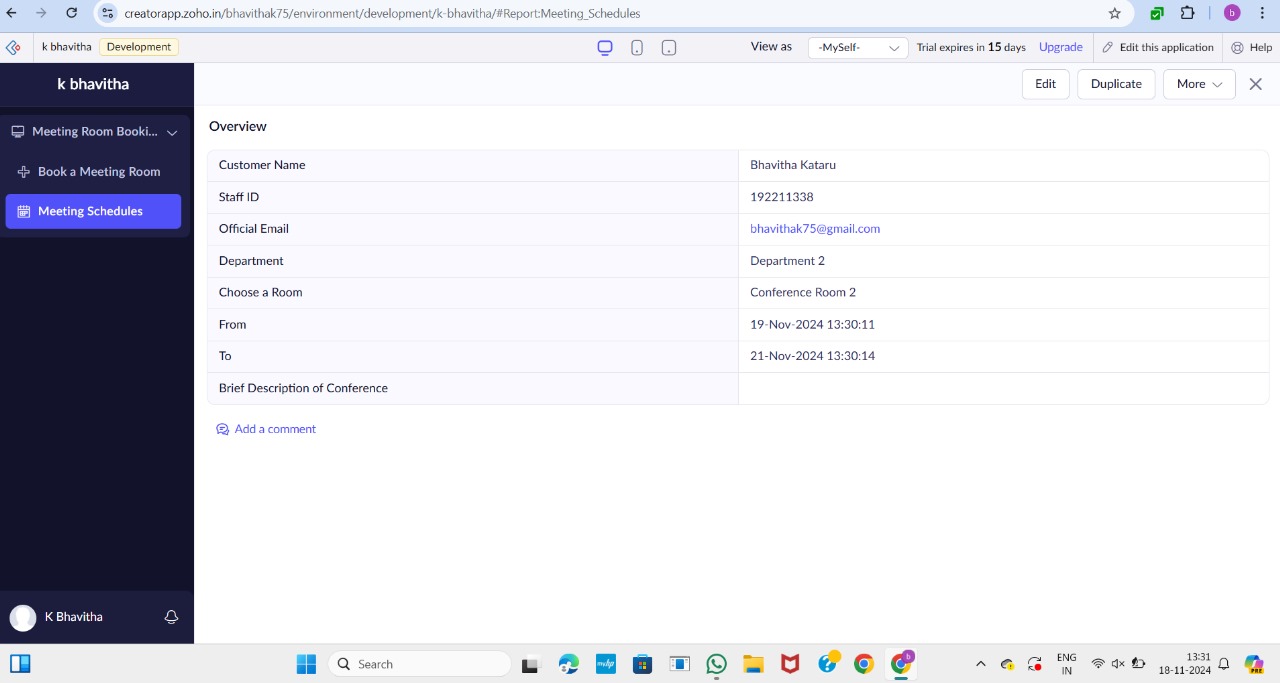 creatorapp.zoho.in/bhavithak75/environment/development/k-bhavitha/#Report:Meeting_Schedules
b
k bhavitha Development View as -MySelf- Trial expires in 15 days Upgrade Edit this application Help
k bhavitha
Edit Duplicate More
Meeting Room Booki...
Book a Meeting Room
Meeting Schedules
Overview
Customer Name Bhavitha Kataru
Staff ID 192211338
Official Email bhavithak75@gmail.com
Department Department 2
Choose a Room Conference Room 2
From 19-Nov-2024 13:30:11
To 21-Nov-2024 13:30:14
Brief Description of Conference
Add a comment
K Bhavitha
Search
myhp
b
ENG
IN
13:31
18-11-2024
PRE